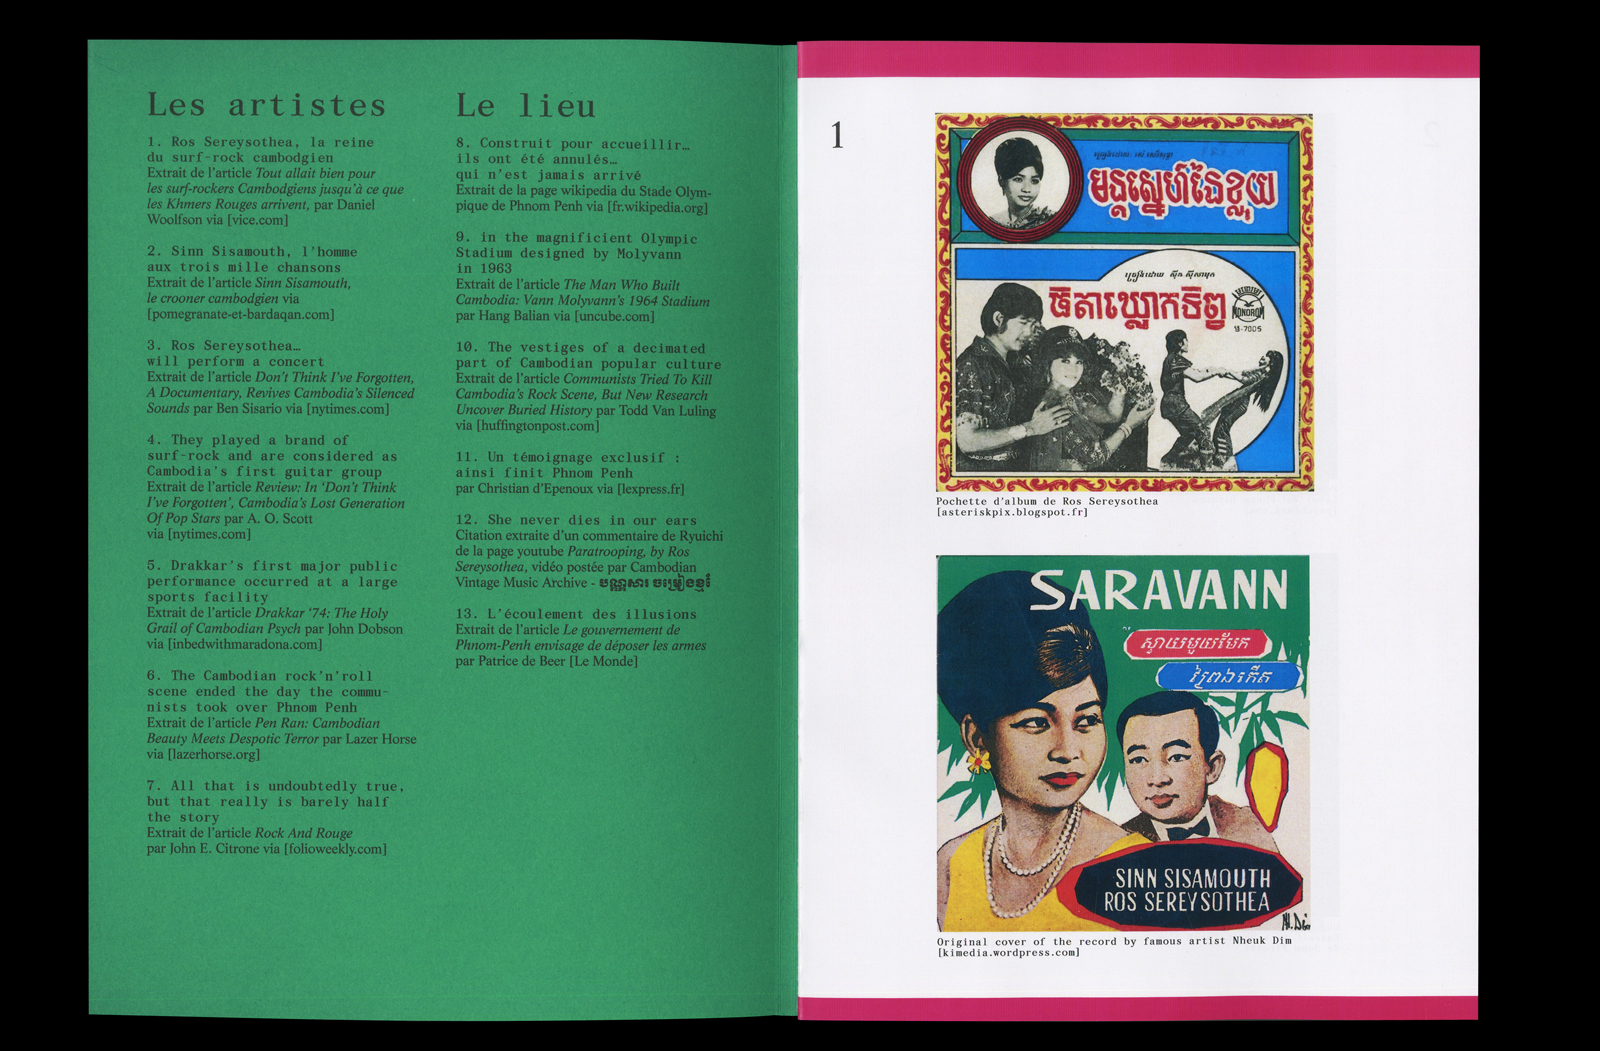 Les artistes
1. Ros Sereysothea, la reine
du surf-rock cambodgien
Extrait de l'article Tout allait bien pour
les surf-rockers Cambodgiens jusqu'à ce que
les Khmers Rouges arrivent, par Daniel
Woolfson via [vice.com]
2. Sinn Sisamouth, l'homme
aux trois mille chansons
Extrait de l'article Sinn Sisamouth,
le crooner cambodgien via
[pomegranate-et-bardaqan.com]
3. Ros Sereysothea…
will perform a concert
Extrait de l'article Don't Think I've Forgotten,
A Documentary, Revives Cambodia's Silenced
Sounds par Ben Sisario via [nytimes.com]
4. They played a brand of
surf-rock and are considered as
Cambodia's first guitar group
Extrait de l'article Review: In 'Don't Think
I've Forgotten', Cambodia's Lost Generation
Of Pop Stars par A. O. Scott
via [nytimes.com]
5. Drakkar's first major public
performance occurred at a large
sports facility
Extrait de l'article Drakkar '74: The Holy
Grail of Cambodian Psych par John Dobson
via [inbedwithmaradona.com]
6. The Cambodian rock'n'roll
scene ended the day the commu-
nists took over Phnom Penh
Extrait de l'article Pen Ran: Cambodian
Beauty Meets Despotic Terror par Lazer Horse
via [lazerhorse.org]
7. All that is undoubtedly true,
but that really is barely half
the story
Extrait de l'article Rock And Rouge
par John E. Citrone via [folioweekly.com]
Le lieu
8. Construit pour accueillir…
ils ont été annulés…
qui n'est jamais arrivé
Extrait de la page wikipedia du Stade Olym-
pique de Phnom Penh via [fr.wikipedia.org]
9. in the magnificient Olympic
Stadium designed by Molyvann
in 1963
Extrait de l'article The Man Who Built
Cambodia: Vann Molyvann's 1964 Stadium
par Hang Balian via [uncube.com]
10. The vestiges of a decimated
part of Cambodian popular culture
Extrait de l'article Communists Tried To Kill
Cambodia's Rock Scene, But New Research
Uncover Buried History par Todd Van Luling
via [huffingtonpost.com]
11. Un témoignage exclusif :
ainsi finit Phnom Penh
par Christian d'Epenoux via [lexpress.fr]
12. She never dies in our ears
Citation extraite d'un commentaire de Ryuichi
de la page youtube Paratrooping, by Ros
Sereysothea, vidéo postée par Cambodian
Vintage Music Archive - បណ្ណសារ ចម្រៀងខ្មែរ
13. L'écoulement des illusions
Extrait de l'article Le gouvernement de
Phnom-Penh envisage de déposer les armes
par Patrice de Beer [Le Monde]
1
មន្តស្នេហ៍ដៃខ្លុយ
ចិតាឃ្លោកទិព្វ
MONOROM
Pochette d'album de Ros Sereysothea
[asteriskpix.blogspot.fr]
SARAVANN
ស្វាយមួយមែក
ព្រៃឯកើត
SINN SISAMOUTH
ROS SEREYSOTHEA
Original cover of the record by famous artist Nheuk Dim
[kimedia.wordpress.com]